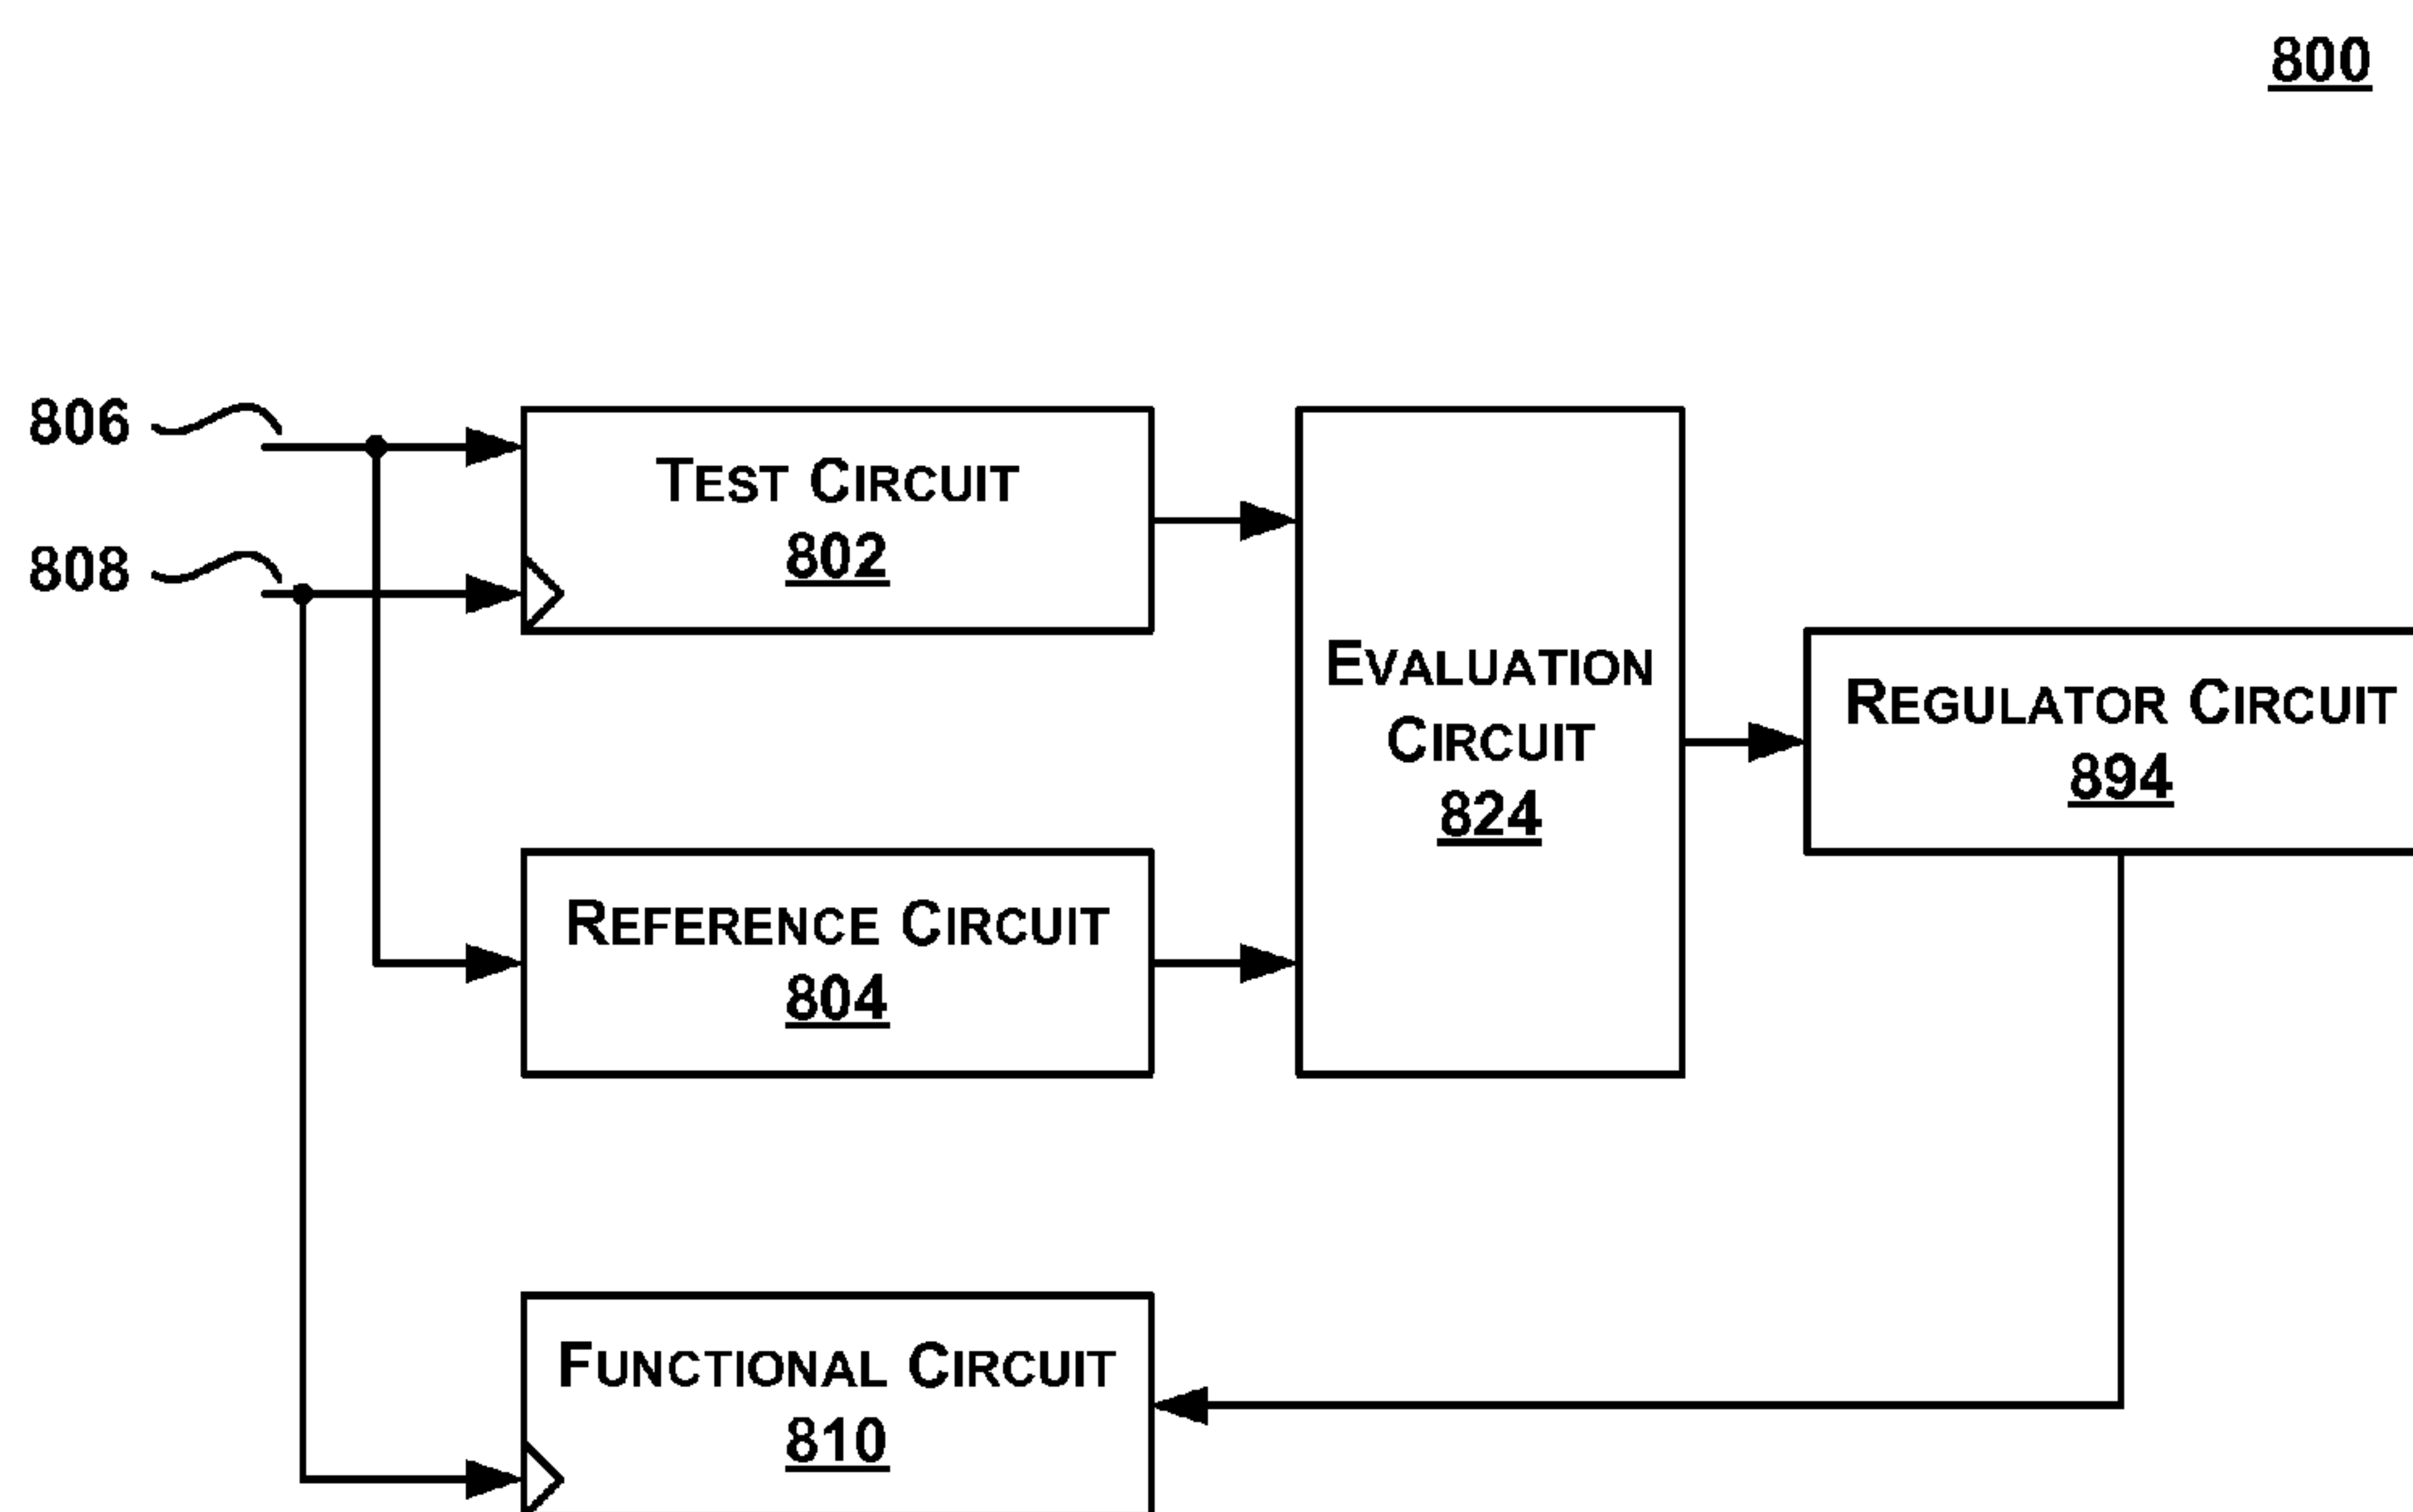 800
806
808
TEST CIRCUIT
802
EVALUATION
CIRCUIT
824
REGULATOR CIRCUIT
894
REFERENCE CIRCUIT
804
FUNCTIONAL CIRCUIT
810